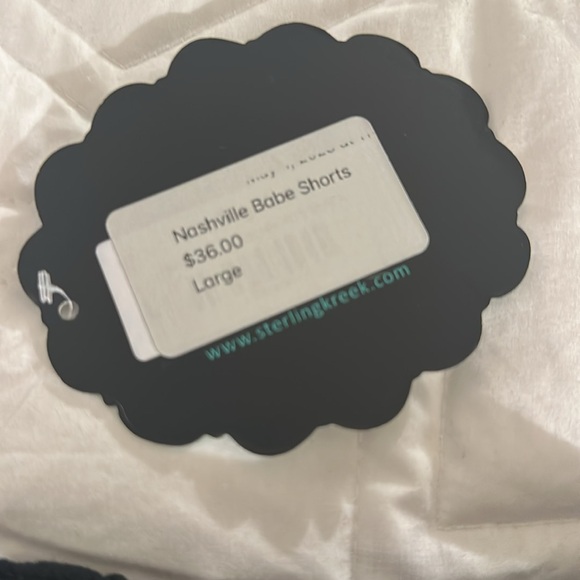 Nashville Babe Shorts
$36.00
Large
www.sterlingkreek.com